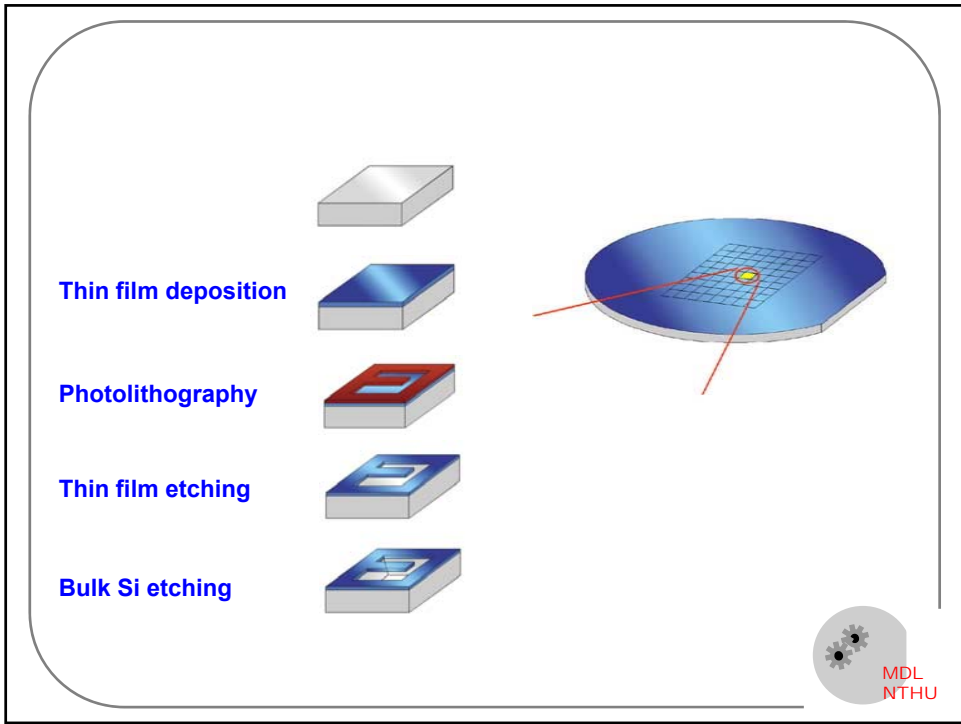 Thin film deposition
Photolithography
Thin film etching
Bulk Si etching
MDL
NTHU